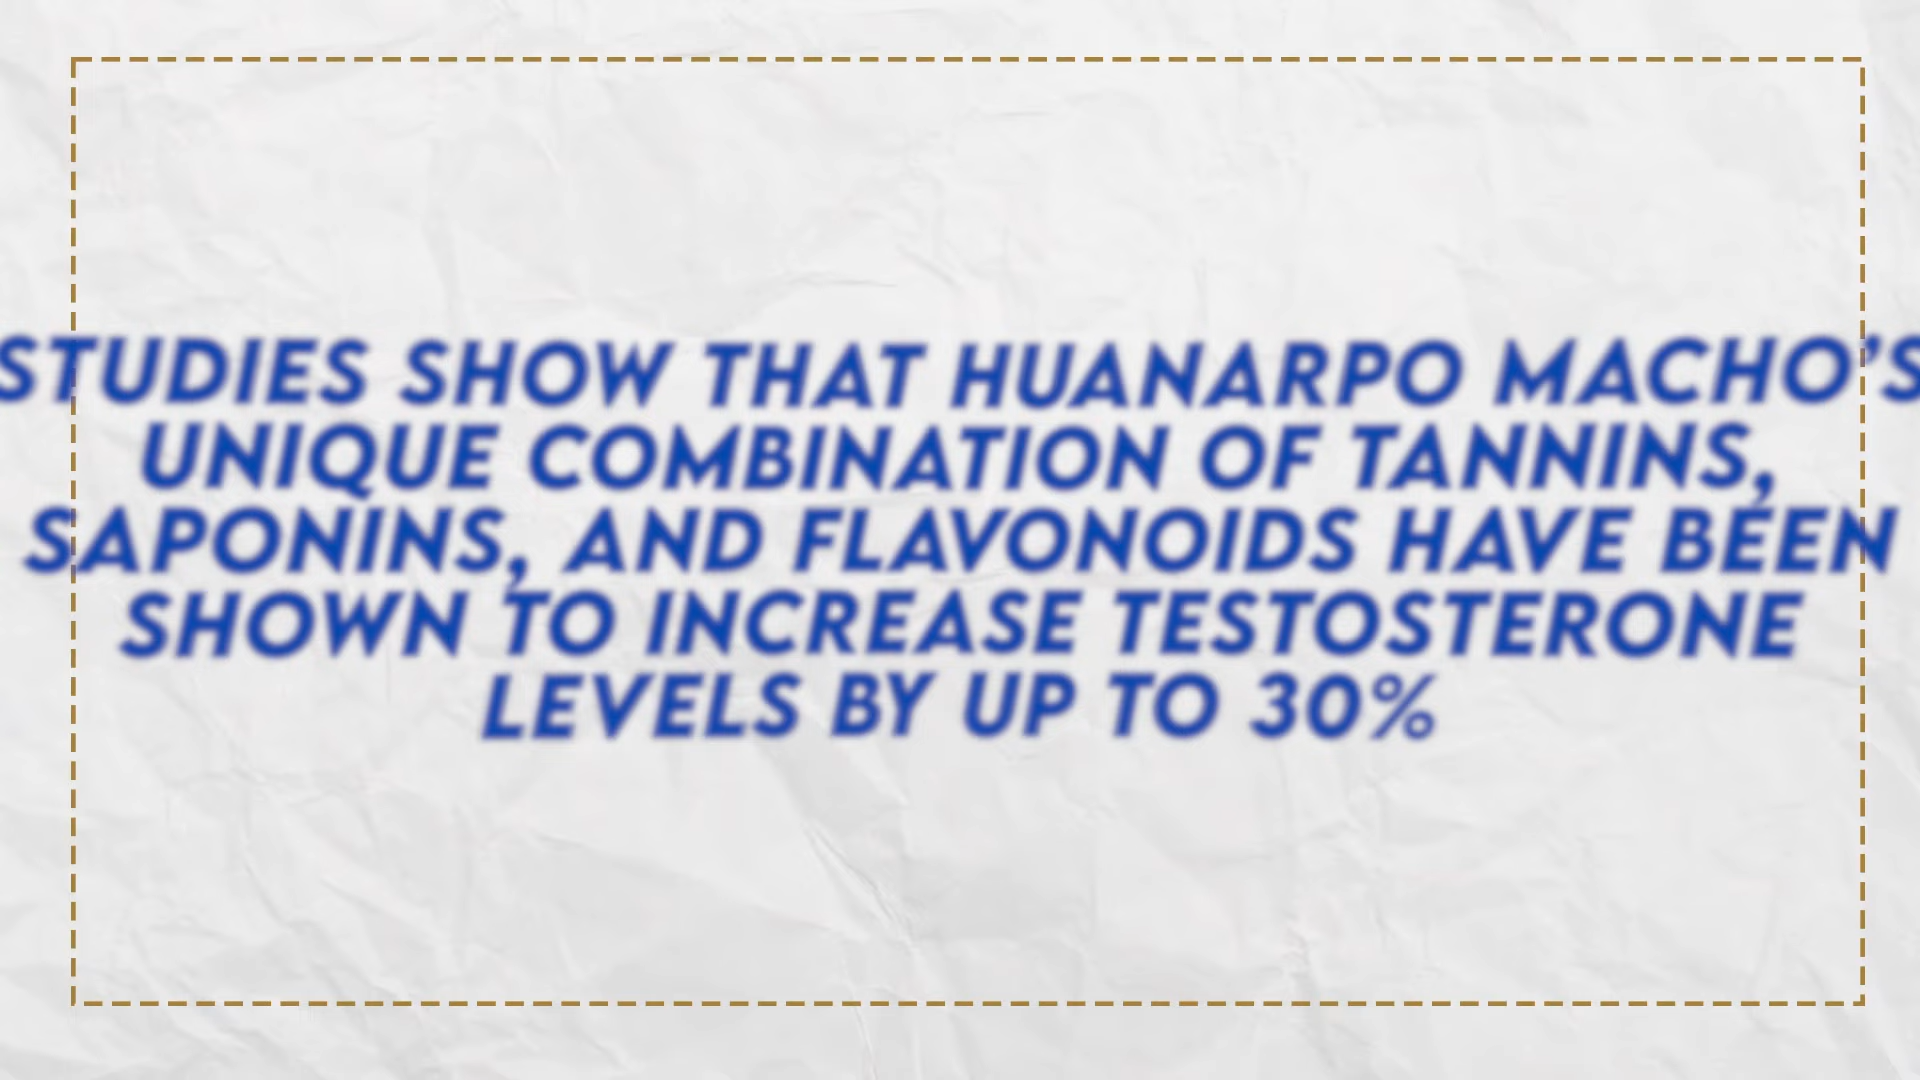 STUDIES SHOW THAT HUANARPO MACHO'S
UNIQUE COMBINATION OF TANNINS,
SAPONINS, AND FLAVONOIDS HAVE BEEN
SHOWN TO INCREASE TESTOSTERONE
LEVELS BY UP TO 30%